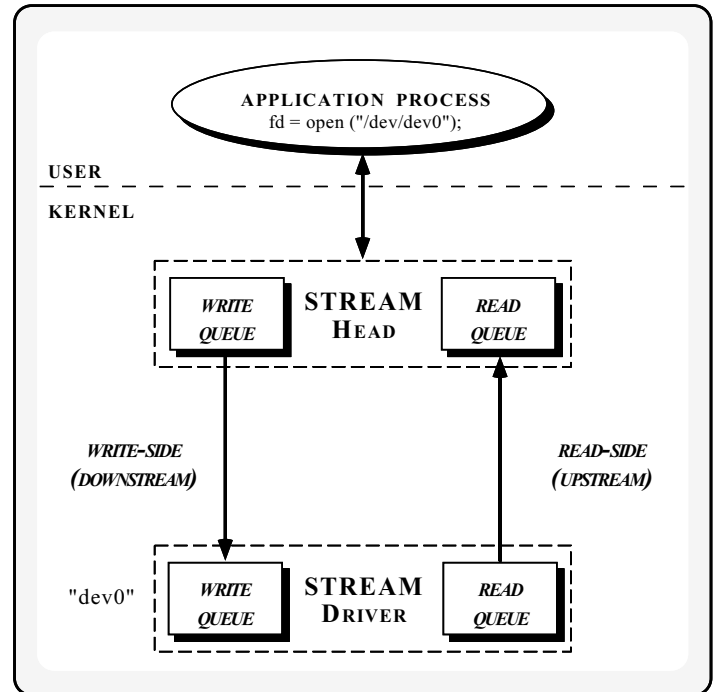 APPLICATION PROCESS
fd = open ("/dev/dev0");
USER
KERNEL
WRITE
QUEUE
STREAM
HEAD
READ
QUEUE
WRITE-SIDE
(DOWNSTREAM)
READ-SIDE
(UPSTREAM)
"dev0"
WRITE
QUEUE
STREAM
DRIVER
READ
QUEUE